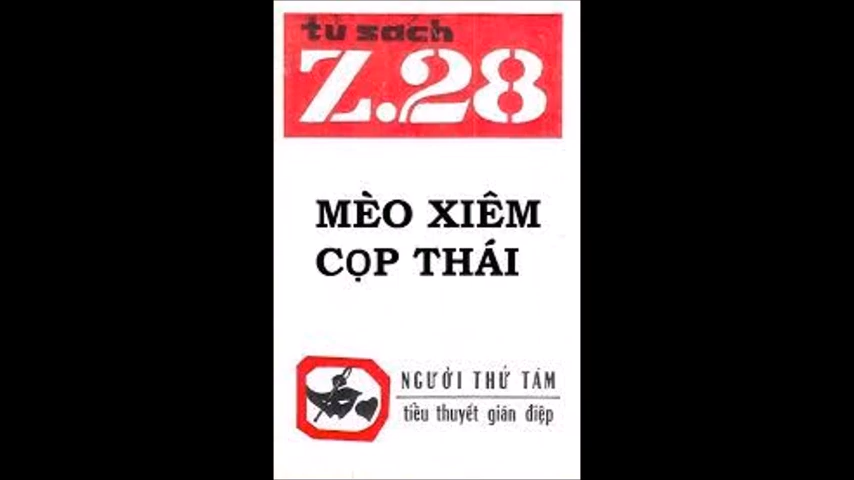 tủ sách
Z.28
MÈO XIÊM
CỌP THÁI
NGƯỜI THỨ TÁM
tiểu thuyết gián điệp